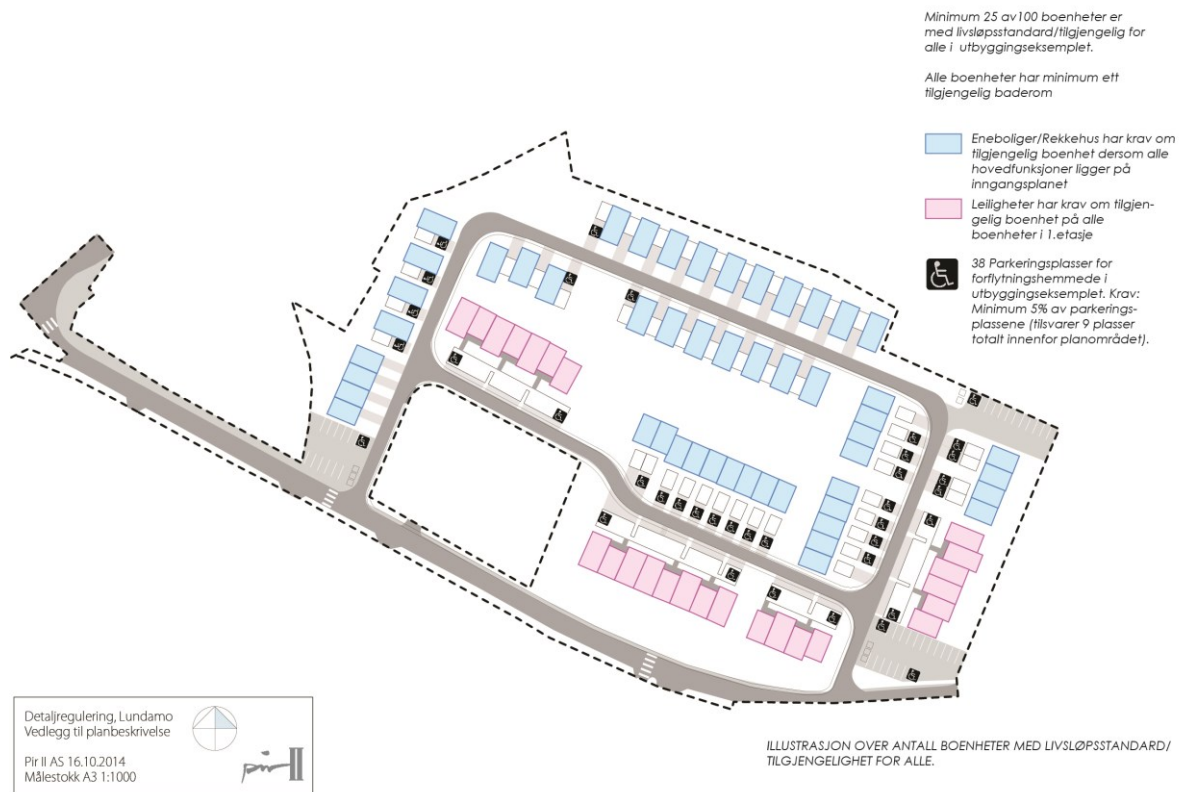 Minimum 25 av100 boenheter er
med livsløpsstandard/tilgjengelig for
alle i utbyggingseksemplet.
Alle boenheter har minimum ett
tilgjengelig baderom
Eneboliger/Rekkehus har krav om
tilgjengelig boenhet dersom alle
hovedfunksjoner ligger på
inngangsplanet
Leiligheter har krav om tilgjen-
gelig boenhet på alle
boenheter i 1.etasje
38 Parkeringsplasser for
forflytningshemmede i
utbyggingseksemplet. Krav:
Minimum 5% av parkerings-
plassene (tilsvarer 9 plasser
totalt innenfor planområdet).
Detaljregulering, Lundamo
Vedlegg til planbeskrivelse
Pir II AS 16.10.2014
Målestokk A3 1:1000
pir II
ILLUSTRASJON OVER ANTALL BOENHETER MED LIVSLØPSSTANDARD/
TILGJENGELIGHET FOR ALLE.